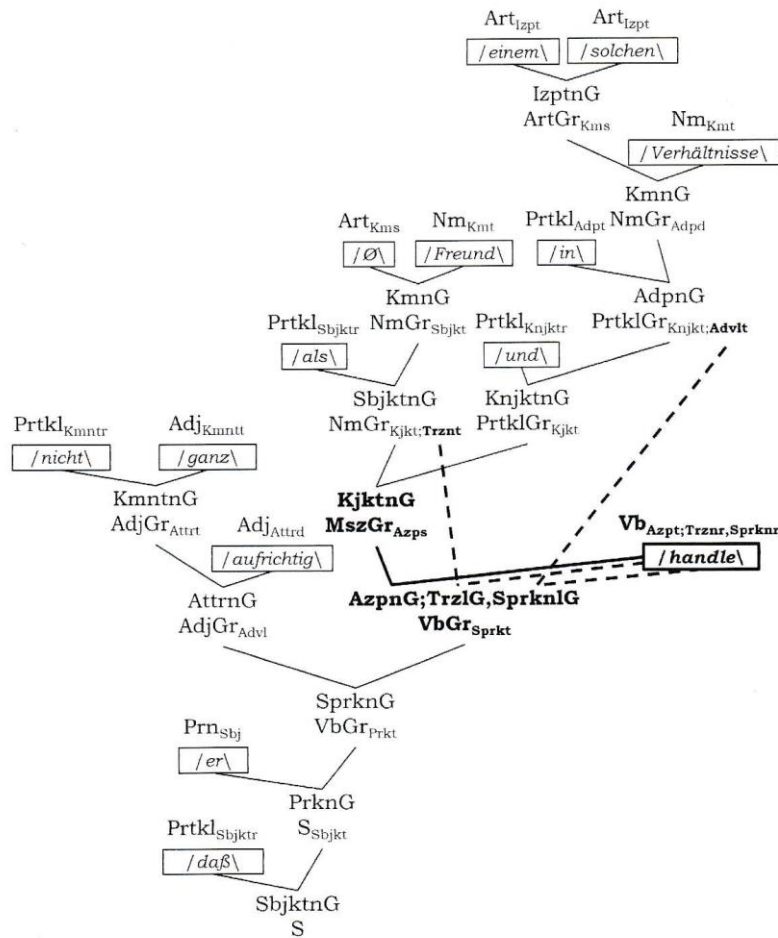 Art_Izpt Art_Izpt
/einem\ /solchen\
IzptnG
ArtGr_Kms Nm_Kmt
/Verhältnisse\
KmnG
Art_Kms Nm_Kmt Prtkl_Adpt NmGr_Adpd
/Ø\ /Freund\ /in\
KmnG AdpnG
Prtkl_Sbjktr NmGr_Sbjkt Prtkl_Knjktr PrtklGr_Knjkt;Advlt
/als\ /und\
SbjktnG KnjktnG
Prtkl_Kmntr Adj_Kmntt NmGr_Kjkt;Trznt PrtklGr_Kjkt
/nicht\ /ganz\
KmntnG KjktnG
AdjGr_Attrt Adj_Attrd MszGr_Azps Vb_Azpt;Trznr,Sprknr
/aufrichtig\ /handle\
AttrnG AzpnG;TrzlG,SprknlG
AdjGr_Advl VbGr_Sprkt
SprknG
Prn_Sbj VbGr_Prkt
/er\
PrknG
Prtkl_Sbjktr S_Sbjkt
/daß\
SbjktnG
S